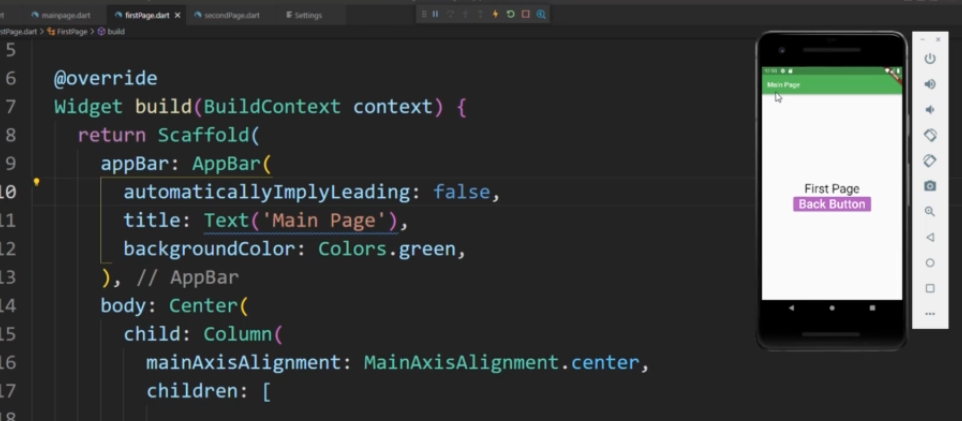 rt mainpage.dart firstPage.dart × secondPage.dart Settings
stPage.dart > FirstPage > build
5
6 @override
7 Widget build(BuildContext context) {
8 return Scaffold(
9 appBar: AppBar(
10 automaticallyImplyLeading: false,
11 title: Text('Main Page'),
12 backgroundColor: Colors.green,
13 ), // AppBar
14 body: Center(
15 child: Column(
16 mainAxisAlignment: MainAxisAlignment.center,
17 children: [
18
Main Page
First Page
Back Button